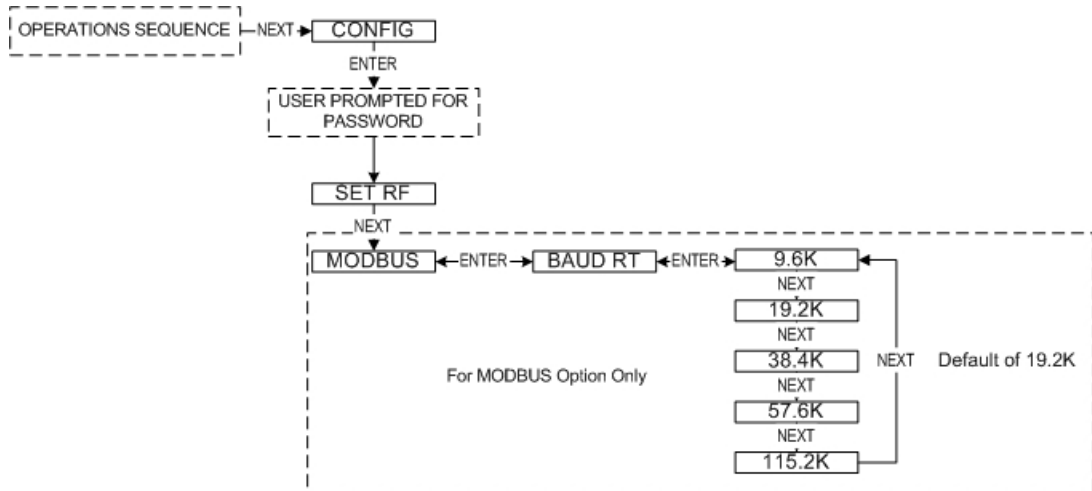 OPERATIONS SEQUENCE
NEXT
CONFIG
ENTER
USER PROMPTED FOR
PASSWORD
SET RF
NEXT
MODBUS
ENTER
BAUD RT
ENTER
9.6K
NEXT
19.2K
NEXT
38.4K
NEXT
57.6K
NEXT
115.2K
NEXT
Default of 19.2K
For MODBUS Option Only